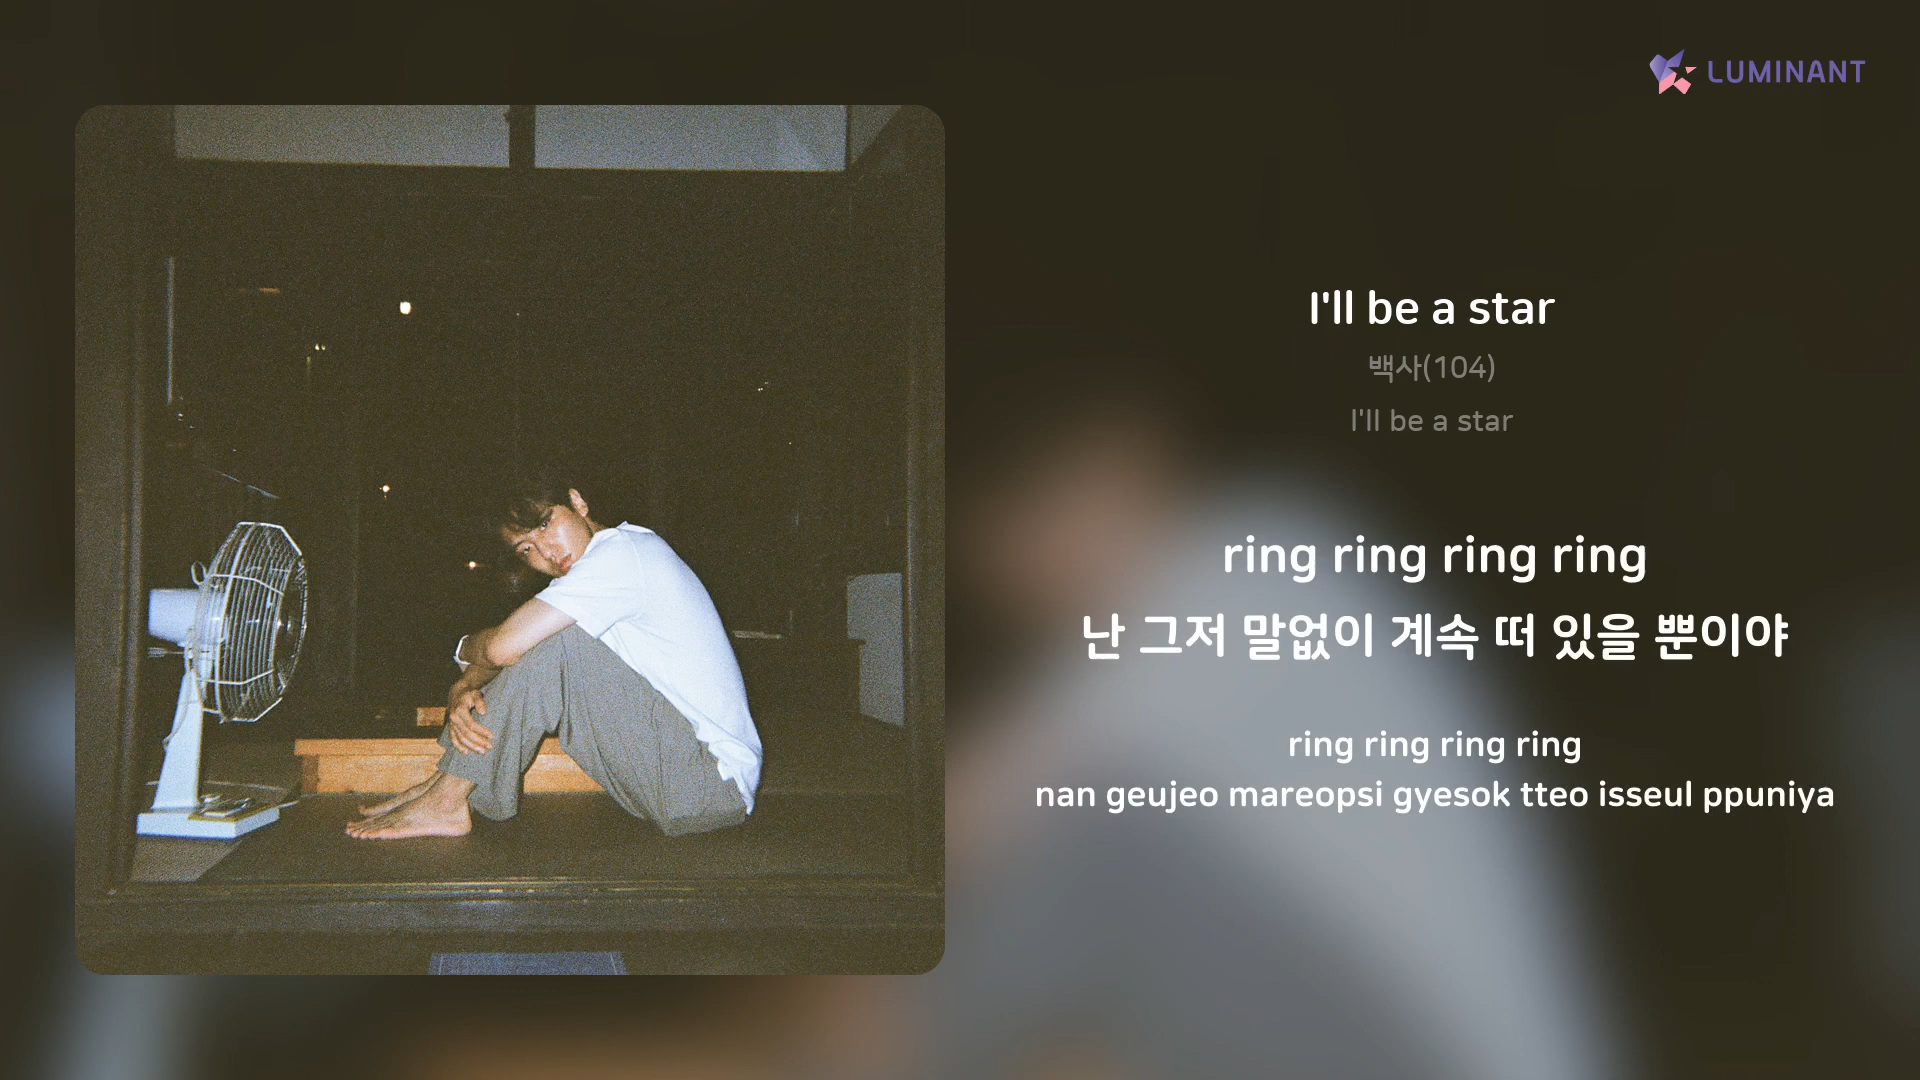 LUMINANT
I'll be a star
백사(104)
I'll be a star
ring ring ring ring
난 그저 말없이 계속 떠 있을 뿐이야
ring ring ring ring
nan geujeo mareopsi gyesok tteo isseul ppuniya